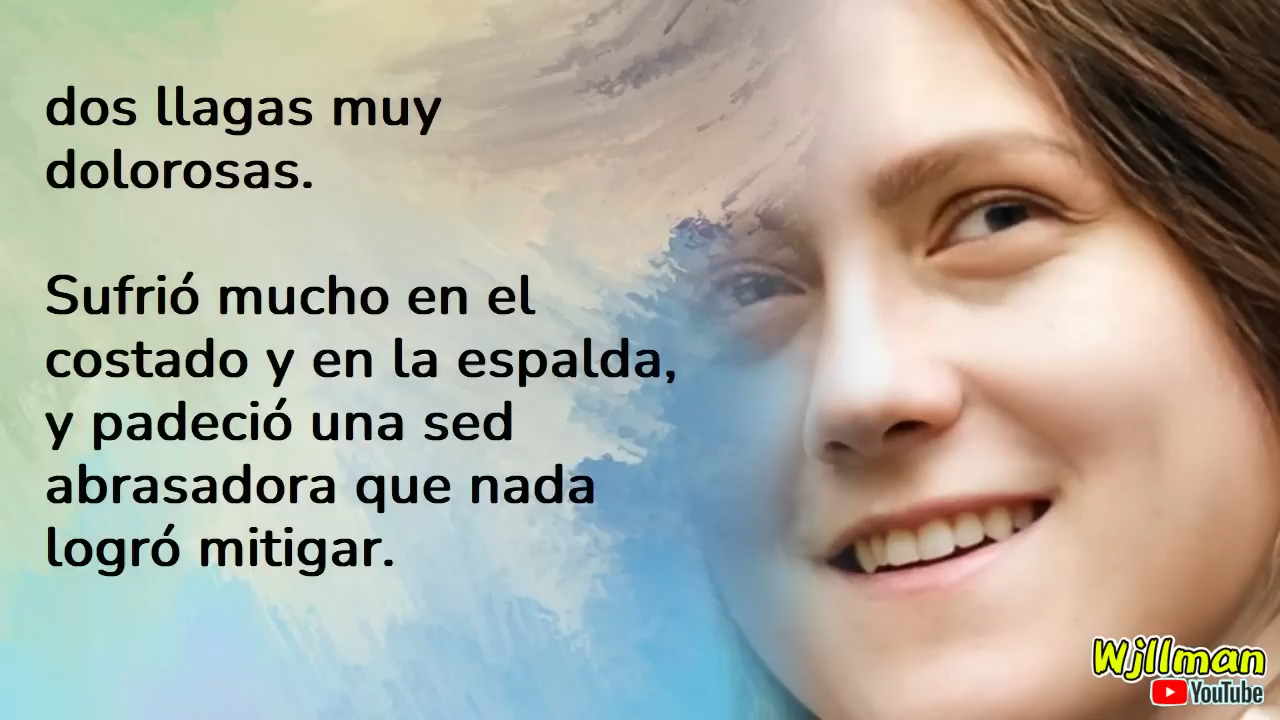 dos llagas muy
dolorosas.
Sufrió mucho en el
costado y en la espalda,
y padeció una sed
abrasadora que nada
logró mitigar.
Wjllman
YouTube